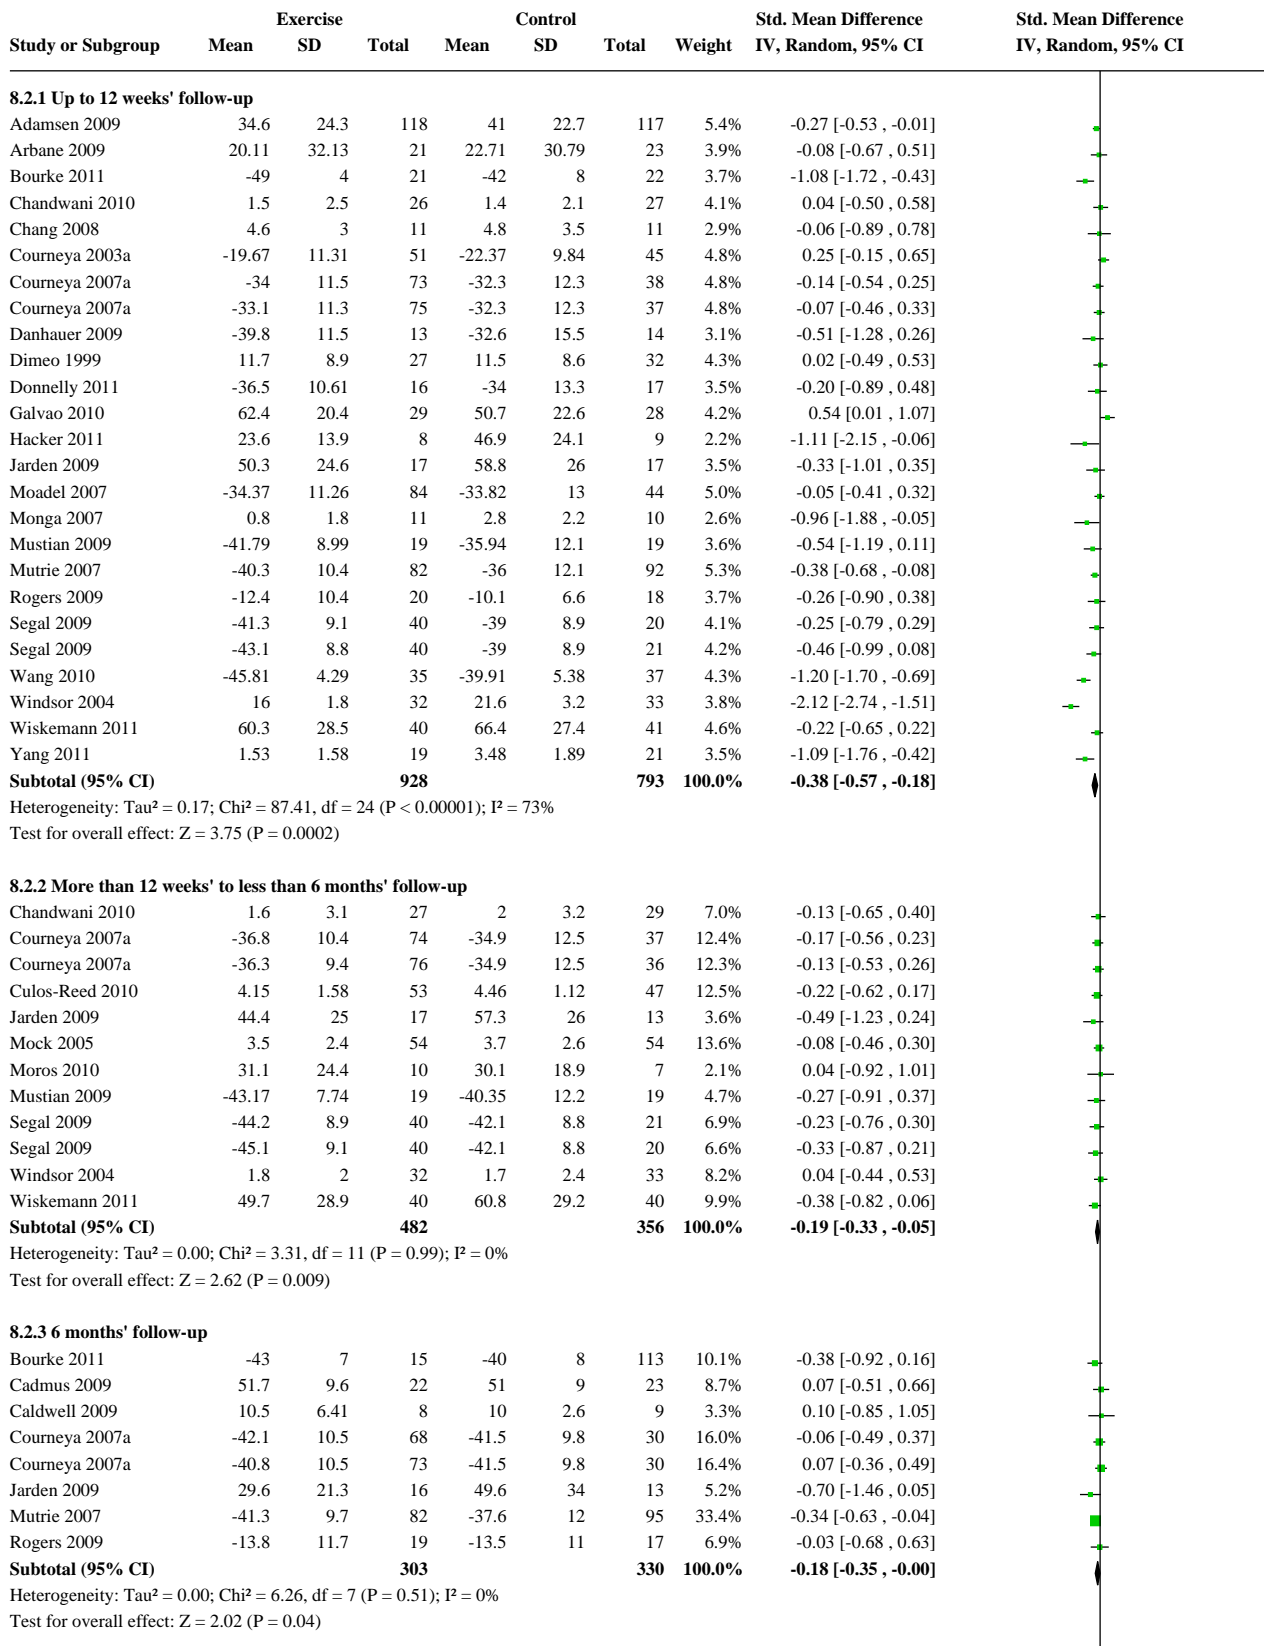 Exercise Control Std. Mean Difference Std. Mean Difference
Study or Subgroup Mean SD Total Mean SD Total Weight IV, Random, 95% CI IV, Random, 95% CI
8.2.1 Up to 12 weeks' follow-up
Adamsen 2009 34.6 24.3 118 41 22.7 117 5.4% -0.27 [-0.53 , -0.01]
Arbane 2009 20.11 32.13 21 22.71 30.79 23 3.9% -0.08 [-0.67 , 0.51]
Bourke 2011 -49 4 21 -42 8 22 3.7% -1.08 [-1.72 , -0.43]
Chandwani 2010 1.5 2.5 26 1.4 2.1 27 4.1% 0.04 [-0.50 , 0.58]
Chang 2008 4.6 3 11 4.8 3.5 11 2.9% -0.06 [-0.89 , 0.78]
Courneya 2003a -19.67 11.31 51 -22.37 9.84 45 4.8% 0.25 [-0.15 , 0.65]
Courneya 2007a -34 11.5 73 -32.3 12.3 38 4.8% -0.14 [-0.54 , 0.25]
Courneya 2007a -33.1 11.3 75 -32.3 12.3 37 4.8% -0.07 [-0.46 , 0.33]
Danhauer 2009 -39.8 11.5 13 -32.6 15.5 14 3.1% -0.51 [-1.28 , 0.26]
Dimeo 1999 11.7 8.9 27 11.5 8.6 32 4.3% 0.02 [-0.49 , 0.53]
Donnelly 2011 -36.5 10.61 16 -34 13.3 17 3.5% -0.20 [-0.89 , 0.48]
Galvao 2010 62.4 20.4 29 50.7 22.6 28 4.2% 0.54 [0.01 , 1.07]
Hacker 2011 23.6 13.9 8 46.9 24.1 9 2.2% -1.11 [-2.15 , -0.06]
Jarden 2009 50.3 24.6 17 58.8 26 17 3.5% -0.33 [-1.01 , 0.35]
Moadel 2007 -34.37 11.26 84 -33.82 13 44 5.0% -0.05 [-0.41 , 0.32]
Monga 2007 0.8 1.8 11 2.8 2.2 10 2.6% -0.96 [-1.88 , -0.05]
Mustian 2009 -41.79 8.99 19 -35.94 12.1 19 3.6% -0.54 [-1.19 , 0.11]
Mutrie 2007 -40.3 10.4 82 -36 12.1 92 5.3% -0.38 [-0.68 , -0.08]
Rogers 2009 -12.4 10.4 20 -10.1 6.6 18 3.7% -0.26 [-0.90 , 0.38]
Segal 2009 -41.3 9.1 40 -39 8.9 20 4.1% -0.25 [-0.79 , 0.29]
Segal 2009 -43.1 8.8 40 -39 8.9 21 4.2% -0.46 [-0.99 , 0.08]
Wang 2010 -45.81 4.29 35 -39.91 5.38 37 4.3% -1.20 [-1.70 , -0.69]
Windsor 2004 16 1.8 32 21.6 3.2 33 3.8% -2.12 [-2.74 , -1.51]
Wiskemann 2011 60.3 28.5 40 66.4 27.4 41 4.6% -0.22 [-0.65 , 0.22]
Yang 2011 1.53 1.58 19 3.48 1.89 21 3.5% -1.09 [-1.76 , -0.42]
Subtotal (95% CI) 928 793 100.0% -0.38 [-0.57 , -0.18]
Heterogeneity: Tau² = 0.17; Chi² = 87.41, df = 24 (P < 0.00001); I² = 73%
Test for overall effect: Z = 3.75 (P = 0.0002)
8.2.2 More than 12 weeks' to less than 6 months' follow-up
Chandwani 2010 1.6 3.1 27 2 3.2 29 7.0% -0.13 [-0.65 , 0.40]
Courneya 2007a -36.8 10.4 74 -34.9 12.5 37 12.4% -0.17 [-0.56 , 0.23]
Courneya 2007a -36.3 9.4 76 -34.9 12.5 36 12.3% -0.13 [-0.53 , 0.26]
Culos-Reed 2010 4.15 1.58 53 4.46 1.12 47 12.5% -0.22 [-0.62 , 0.17]
Jarden 2009 44.4 25 17 57.3 26 13 3.6% -0.49 [-1.23 , 0.24]
Mock 2005 3.5 2.4 54 3.7 2.6 54 13.6% -0.08 [-0.46 , 0.30]
Moros 2010 31.1 24.4 10 30.1 18.9 7 2.1% 0.04 [-0.92 , 1.01]
Mustian 2009 -43.17 7.74 19 -40.35 12.2 19 4.7% -0.27 [-0.91 , 0.37]
Segal 2009 -44.2 8.9 40 -42.1 8.8 21 6.9% -0.23 [-0.76 , 0.30]
Segal 2009 -45.1 9.1 40 -42.1 8.8 20 6.6% -0.33 [-0.87 , 0.21]
Windsor 2004 1.8 2 32 1.7 2.4 33 8.2% 0.04 [-0.44 , 0.53]
Wiskemann 2011 49.7 28.9 40 60.8 29.2 40 9.9% -0.38 [-0.82 , 0.06]
Subtotal (95% CI) 482 356 100.0% -0.19 [-0.33 , -0.05]
Heterogeneity: Tau² = 0.00; Chi² = 3.31, df = 11 (P = 0.99); I² = 0%
Test for overall effect: Z = 2.62 (P = 0.009)
8.2.3 6 months' follow-up
Bourke 2011 -43 7 15 -40 8 113 10.1% -0.38 [-0.92 , 0.16]
Cadmus 2009 51.7 9.6 22 51 9 23 8.7% 0.07 [-0.51 , 0.66]
Caldwell 2009 10.5 6.41 8 10 2.6 9 3.3% 0.10 [-0.85 , 1.05]
Courneya 2007a -42.1 10.5 68 -41.5 9.8 30 16.0% -0.06 [-0.49 , 0.37]
Courneya 2007a -40.8 10.5 73 -41.5 9.8 30 16.4% 0.07 [-0.36 , 0.49]
Jarden 2009 29.6 21.3 16 49.6 34 13 5.2% -0.70 [-1.46 , 0.05]
Mutrie 2007 -41.3 9.7 82 -37.6 12 95 33.4% -0.34 [-0.63 , -0.04]
Rogers 2009 -13.8 11.7 19 -13.5 11 17 6.9% -0.03 [-0.68 , 0.63]
Subtotal (95% CI) 303 330 100.0% -0.18 [-0.35 , -0.00]
Heterogeneity: Tau² = 0.00; Chi² = 6.26, df = 7 (P = 0.51); I² = 0%
Test for overall effect: Z = 2.02 (P = 0.04)